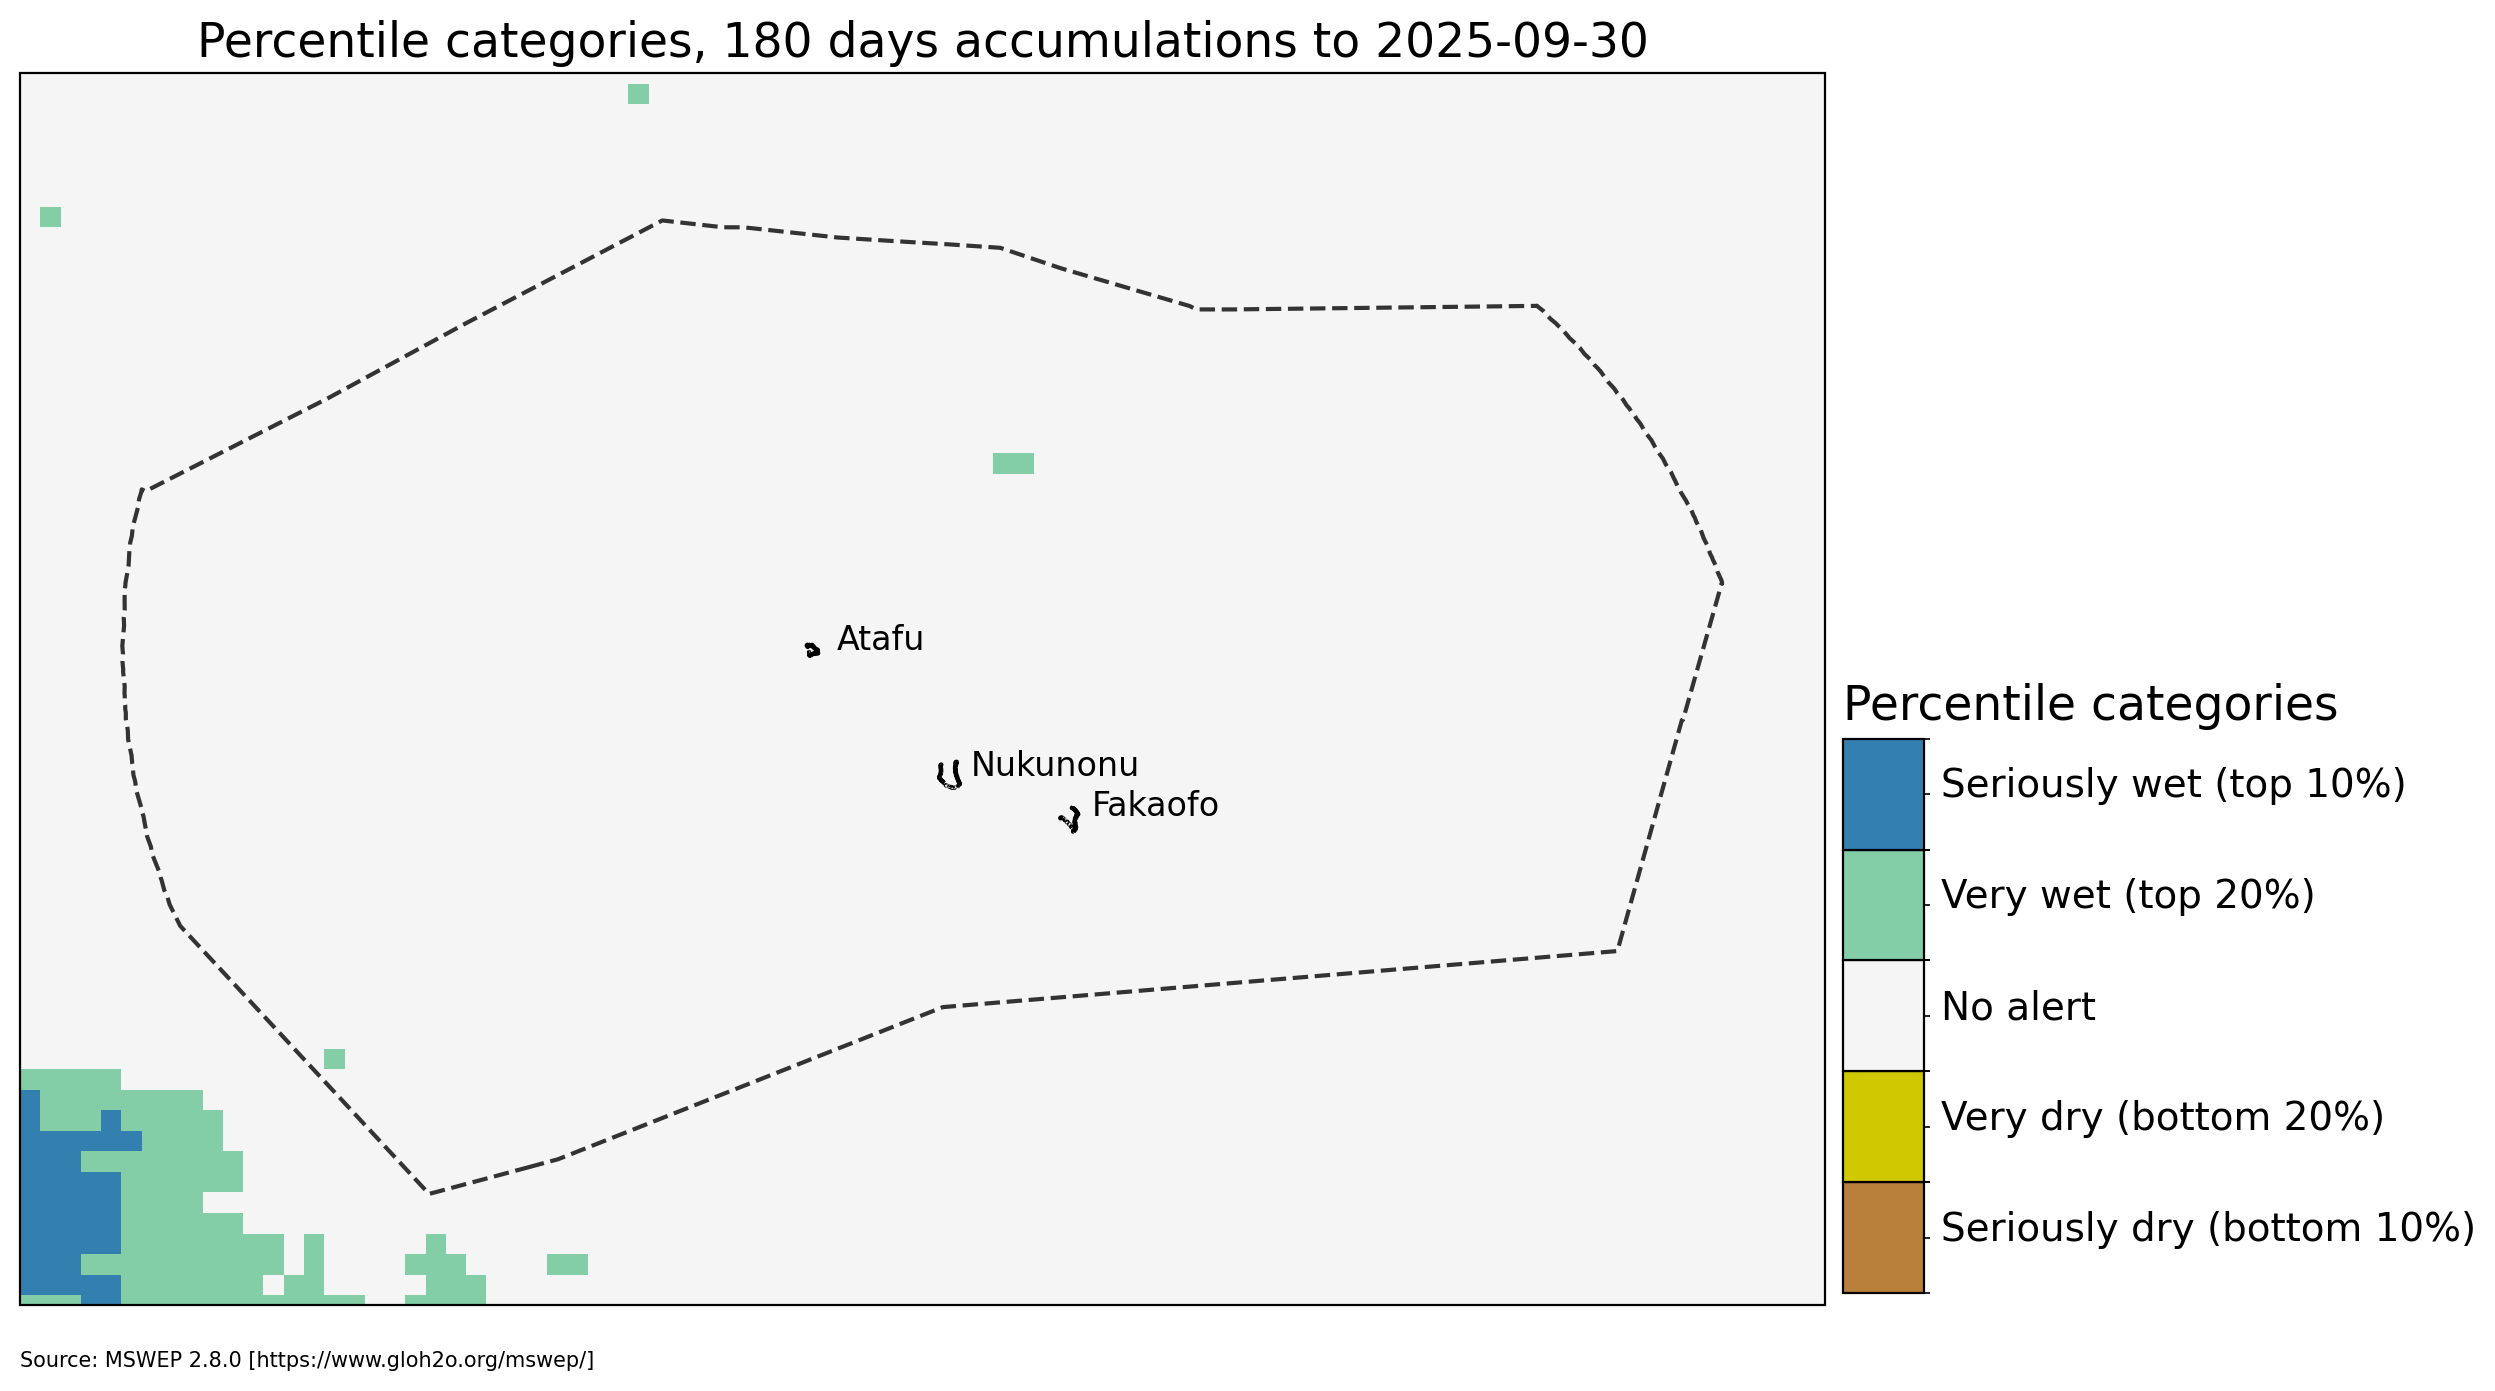 Percentile categories, 180 days accumulations to 2025-09-30
Atafu
Nukunonu
Fakaofo
Percentile categories
Seriously wet (top 10%)
Very wet (top 20%)
No alert
Very dry (bottom 20%)
Seriously dry (bottom 10%)
Source: MSWEP 2.8.0 [https://www.gloh2o.org/mswep/]